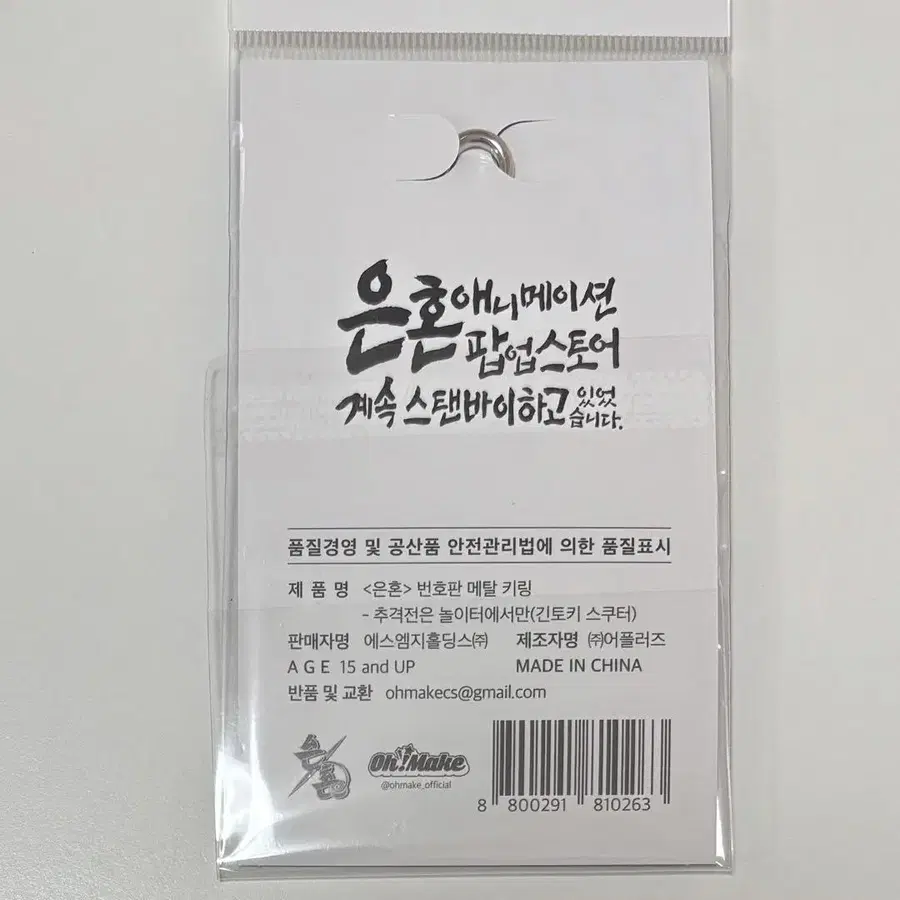 은혼 애니메이션
팝업스토어
계속 스탠바이하고 있었습니다.
품질경영 및 공산품 안전관리법에 의한 품질표시
제 품 명 <은혼> 번호판 메탈 키링
- 추격전은 놀이터에서만(긴토키 스쿠터)
판매자명 에스엠지홀딩스㈜ 제조자명 ㈜어플러즈
A G E 15 and UP MADE IN CHINA
반품 및 교환 ohmakecs@gmail.com
은혼 Oh!Make
@ohmake_official
8 800291 810263